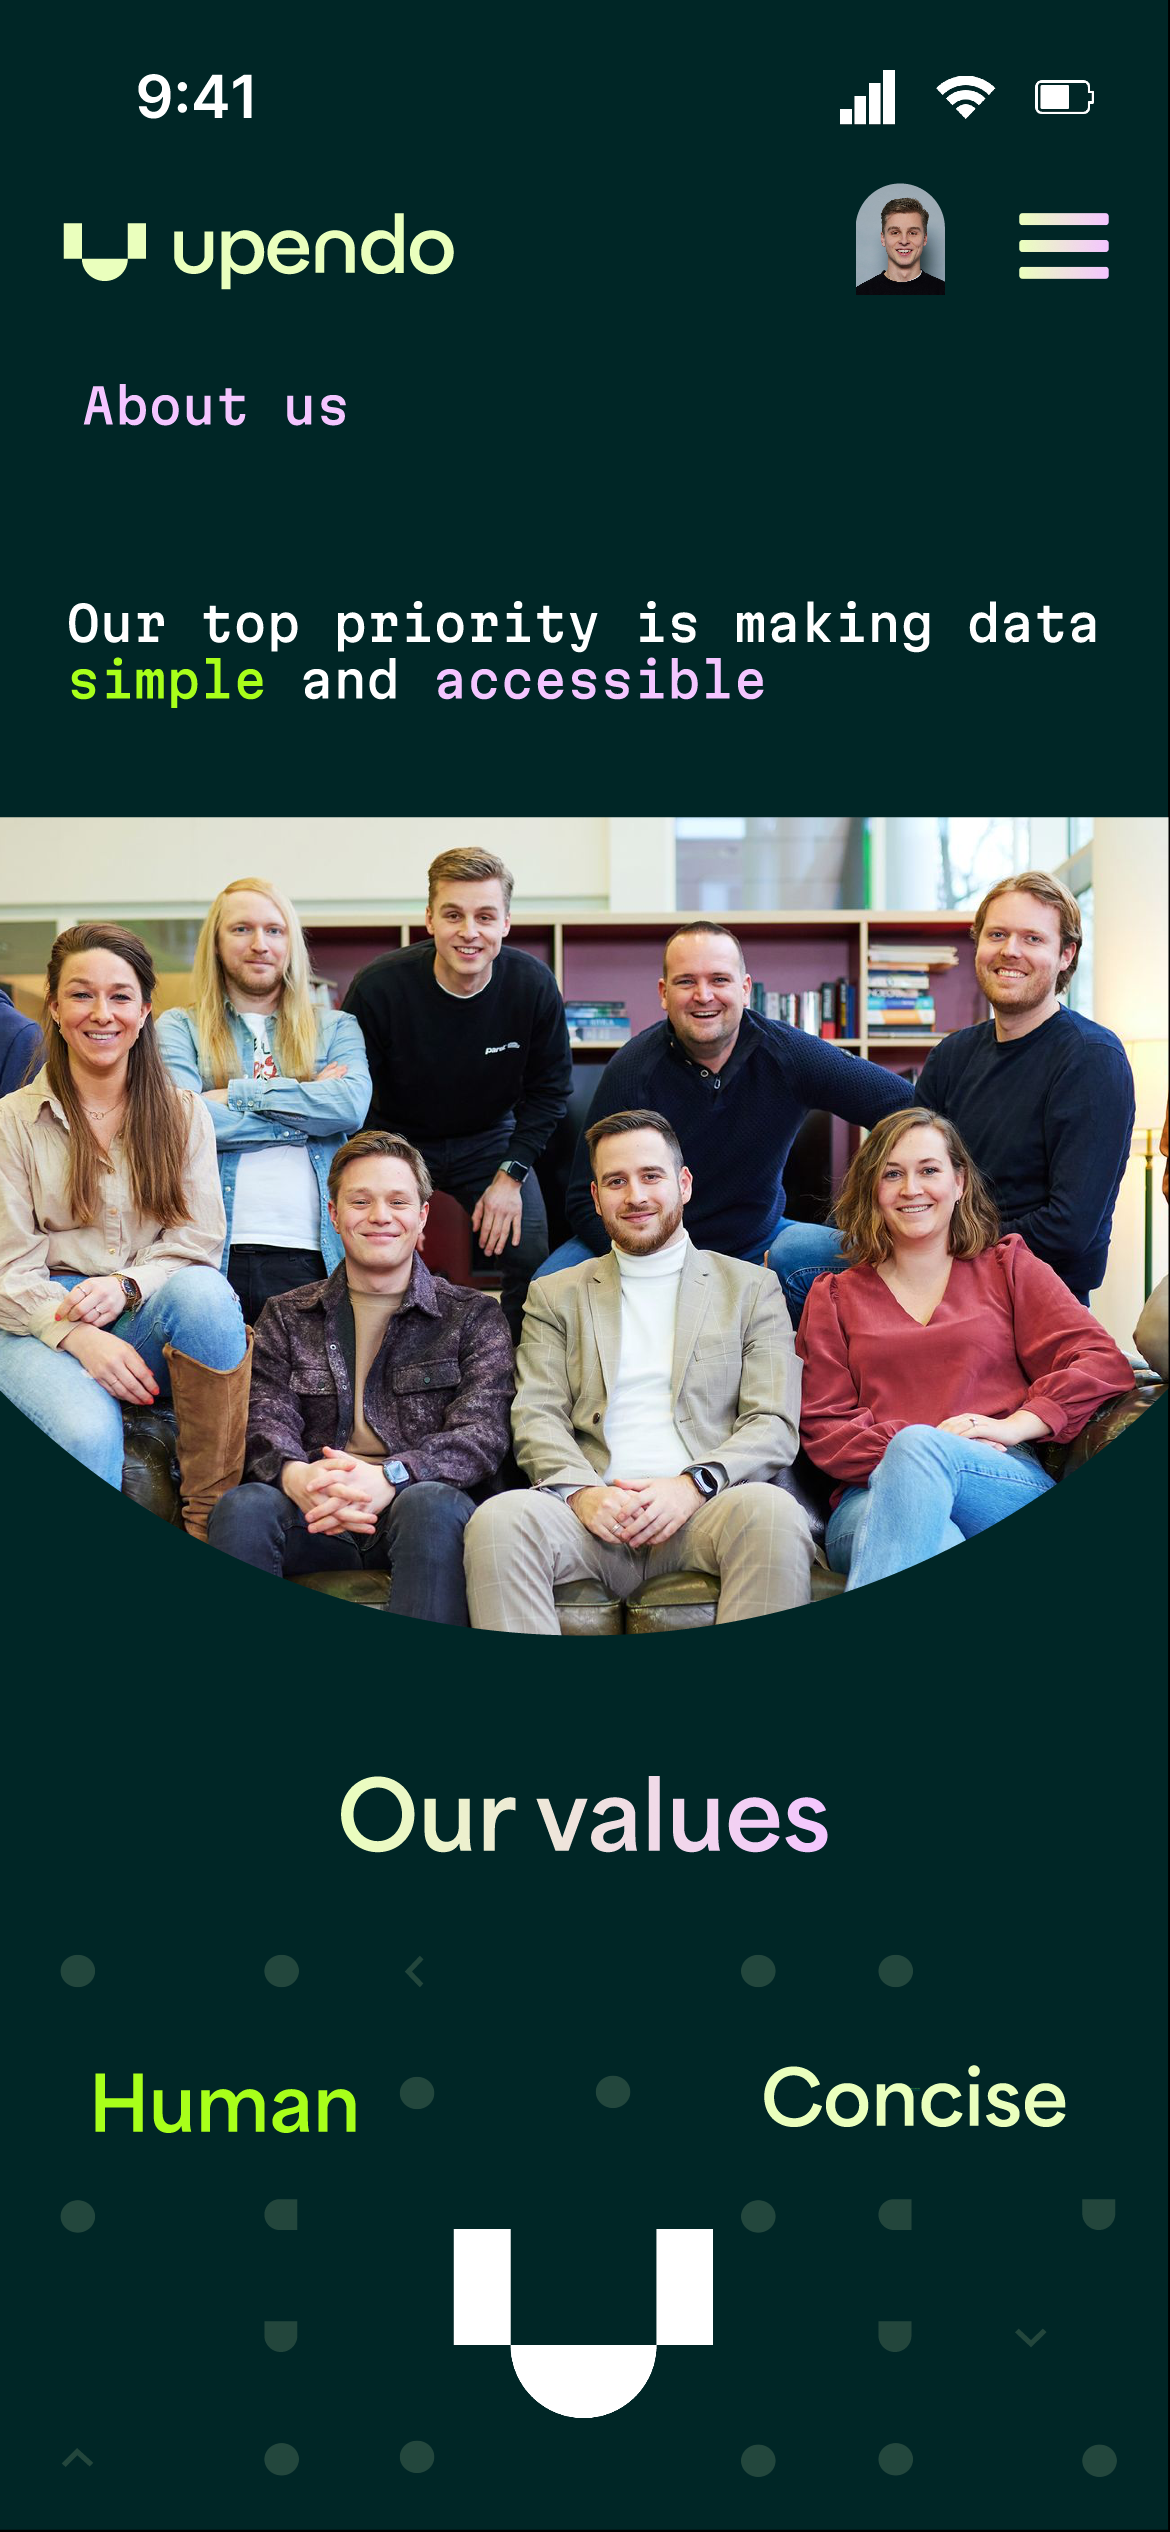 9:41
upendo
About us
Our top priority is making data
simple and accessible
Our values
Human
Concise